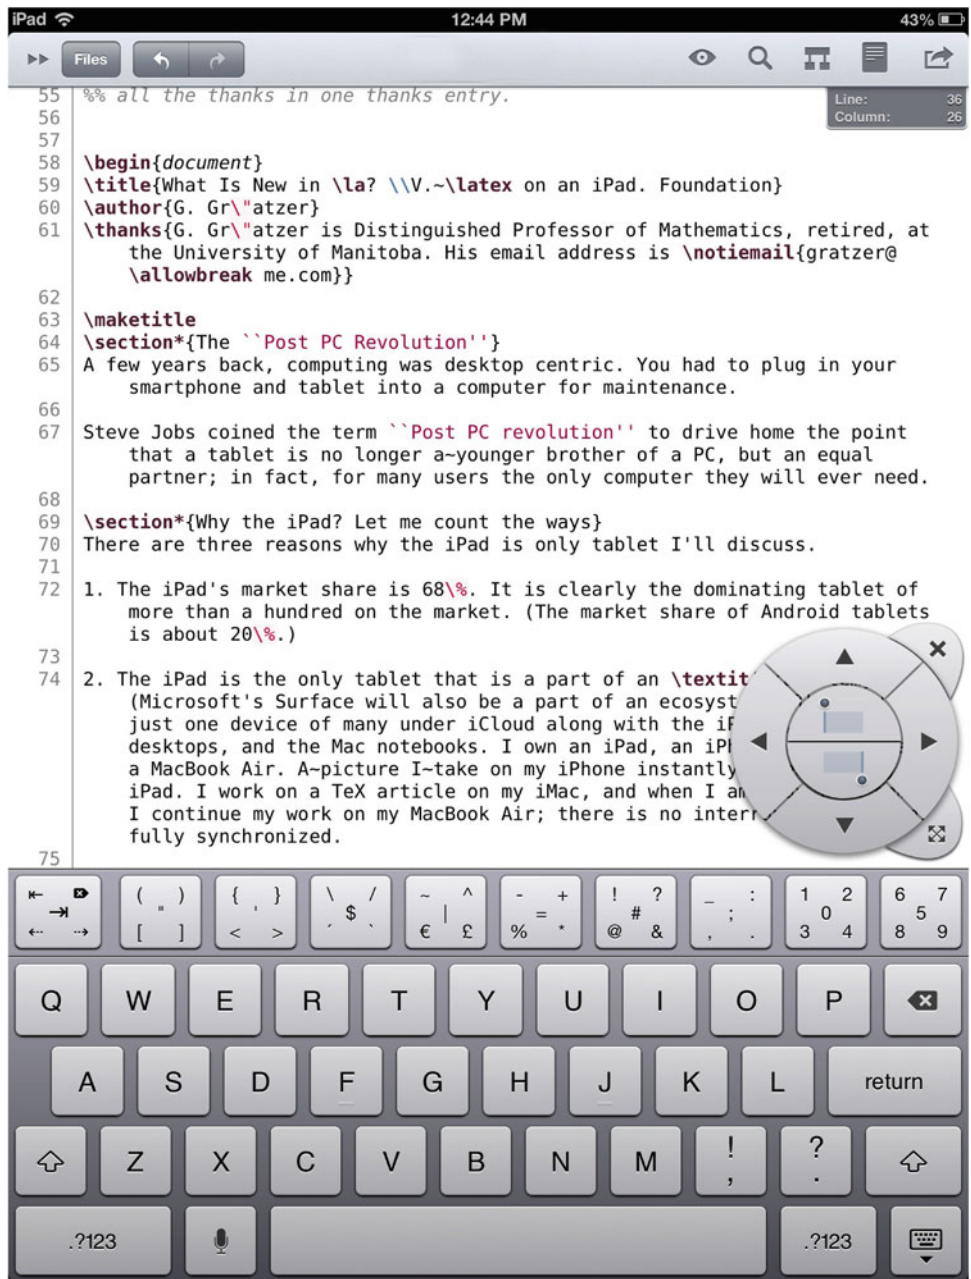 iPad 12:44 PM 43%
Files
Line: 36
Column: 26
55 %% all the thanks in one thanks entry.
56
57
58 \begin{document}
59 \title{What Is New in \la? \\V.~\latex on an iPad. Foundation}
60 \author{G. Gr\"atzer}
61 \thanks{G. Gr\"atzer is Distinguished Professor of Mathematics, retired, at
the University of Manitoba. His email address is \notiemail{gratzer@
\allowbreak me.com}}
62
63 \maketitle
64 \section*{The ``Post PC Revolution''}
65 A few years back, computing was desktop centric. You had to plug in your
smartphone and tablet into a computer for maintenance.
66
67 Steve Jobs coined the term ``Post PC revolution'' to drive home the point
that a tablet is no longer a~younger brother of a PC, but an equal
partner; in fact, for many users the only computer they will ever need.
68
69 \section*{Why the iPad? Let me count the ways}
70 There are three reasons why the iPad is only tablet I'll discuss.
71
72 1. The iPad's market share is 68\%. It is clearly the dominating tablet of
more than a hundred on the market. (The market share of Android tablets
is about 20\%.)
73
74 2. The iPad is the only tablet that is a part of an \textit
(Microsoft's Surface will also be a part of an ecosyst
just one device of many under iCloud along with the iP
desktops, and the Mac notebooks. I own an iPad, an iPh
a MacBook Air. A~picture I~take on my iPhone instantly
iPad. I work on a TeX article on my iMac, and when I am
I continue my work on my MacBook Air; there is no interr
fully synchronized.
75
( ) { } \ / ~ ^ - + ! ? _ : 1 2 6 7
" ' $ | = # ; 0 5
[ ] < > ´ ` € £ % * @ & , . 3 4 8 9
Q W E R T Y U I O P
A S D F G H J K L return
Z X C V B N M ! , ? .
.?123 .?123